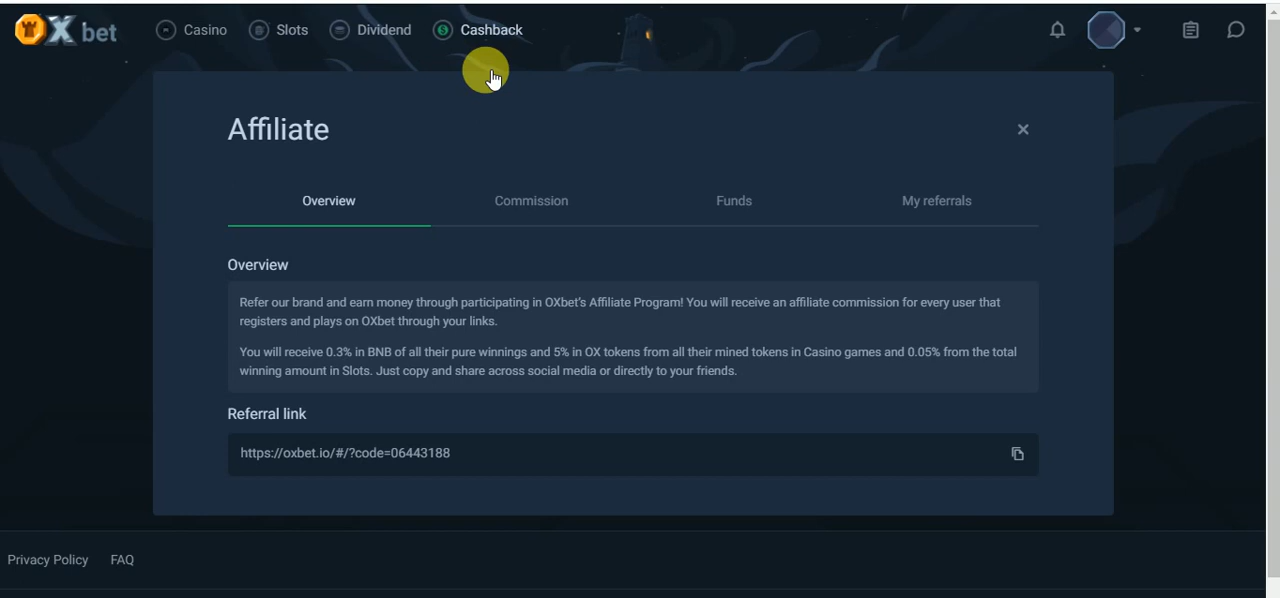 OX bet Casino Slots Dividend Cashback
Affiliate
Overview Commission Funds My referrals
Overview
Refer our brand and earn money through participating in OXbet's Affiliate Program! You will receive an affiliate commission for every user that
registers and plays on OXbet through your links.
You will receive 0.3% in BNB of all their pure winnings and 5% in OX tokens from all their mined tokens in Casino games and 0.05% from the total
winning amount in Slots. Just copy and share across social media or directly to your friends.
Referral link
https://oxbet.io/#/?code=06443188
Privacy Policy FAQ